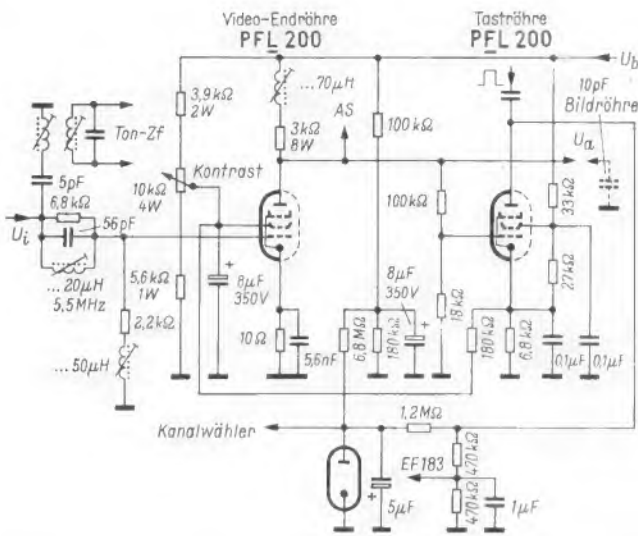 Video-Endröhre
PFL 200
Taströhre
PFL 200
...70µH
Ub
10pF
Bildröhre
3,9kΩ
2W
Ton-Zf
3kΩ
8W
AS
100kΩ
Ua
5pF
Kontrast
6,8kΩ
10kΩ
4W
100kΩ
33kΩ
56pF
Ui
...20µH
5,5MHz
5,6kΩ
1W
+
8µF
350V
8µF
350V
+
27kΩ
2,2kΩ
10Ω
5,6nF
6,8MΩ
180kΩ
18kΩ
180kΩ
6,8kΩ
0,1µF
0,1µF
...50µH
1,2MΩ
Kanalwähler
EF183
470kΩ
+
5µF
470kΩ
1µF